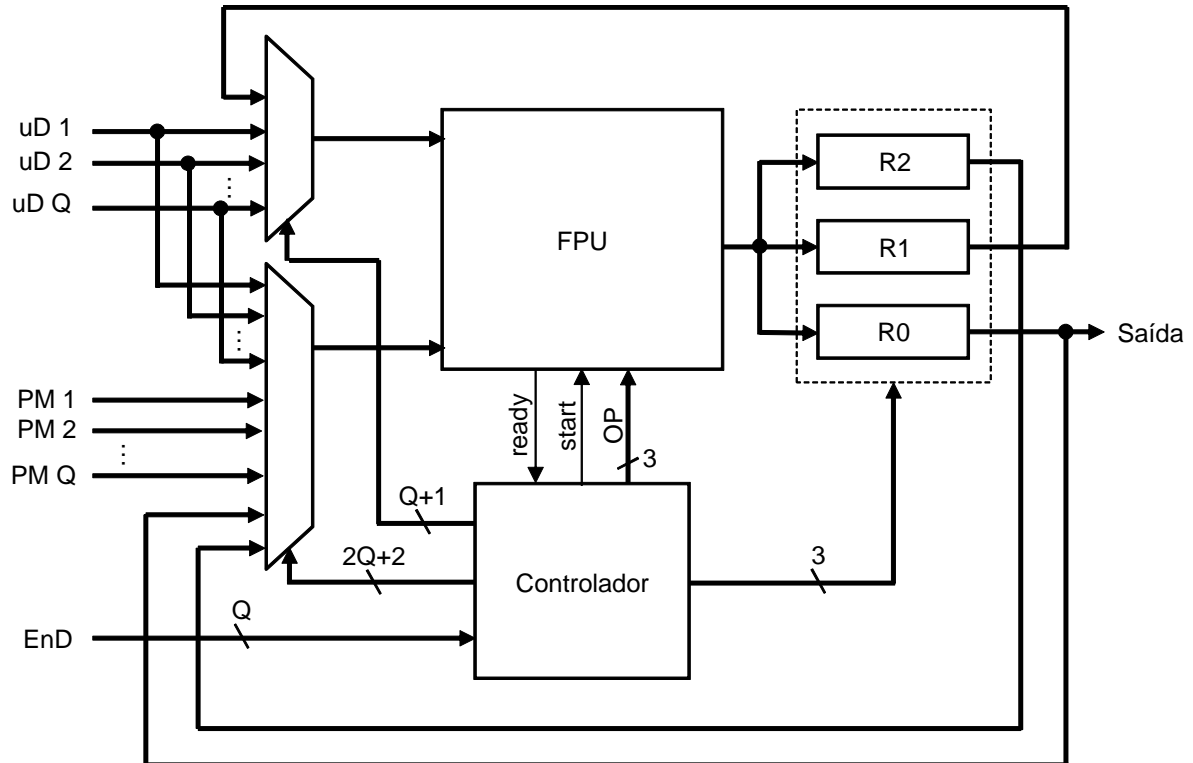 uD 1
uD 2
⋮
uD Q
⋮
PM 1
PM 2
⋮
PM Q
EnD
Q
Q+1
2Q+2
FPU
ready
start
OP
3
Controlador
3
R2
R1
R0
Saída